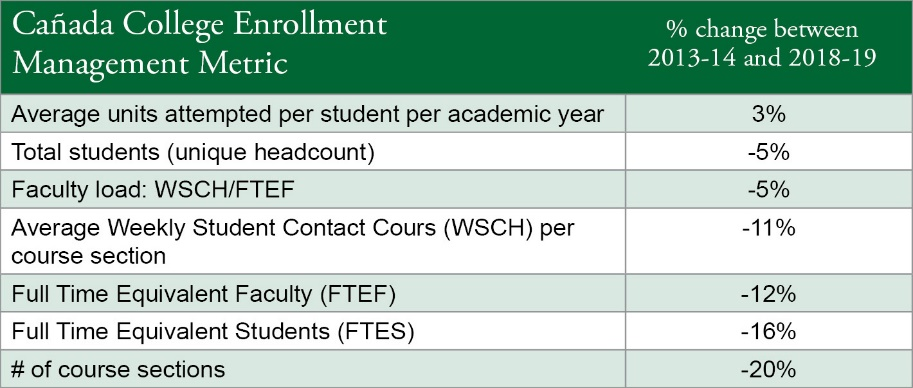 Cañada College Enrollment
Management Metric
% change between
2013-14 and 2018-19
Average units attempted per student per academic year
3%
Total students (unique headcount)
-5%
Faculty load: WSCH/FTEF
-5%
Average Weekly Student Contact Cours (WSCH) per
course section
-11%
Full Time Equivalent Faculty (FTEF)
-12%
Full Time Equivalent Students (FTES)
-16%
# of course sections
-20%